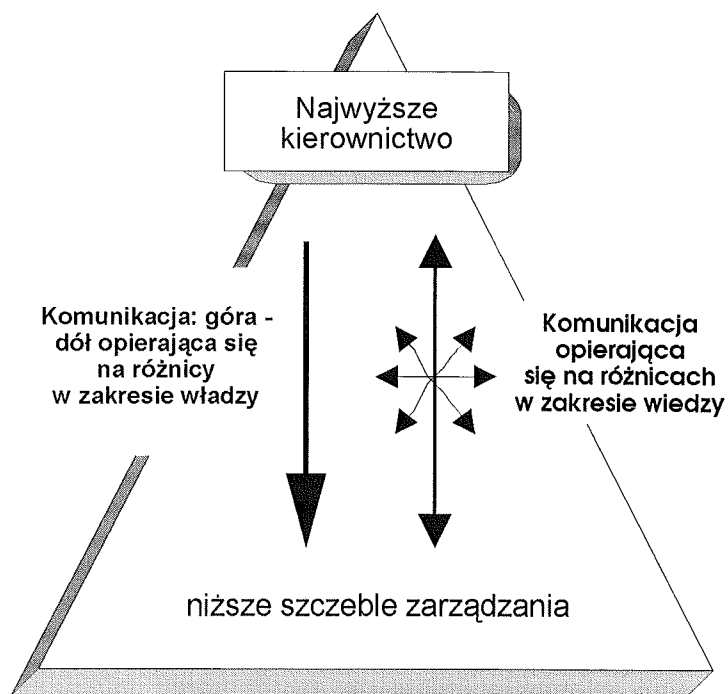 Najwyższe
kierownictwo
Komunikacja: góra -
dół opierająca się
na różnicy
w zakresie władzy
Komunikacja
opierająca
się na różnicach
w zakresie wiedzy
niższe szczeble zarządzania